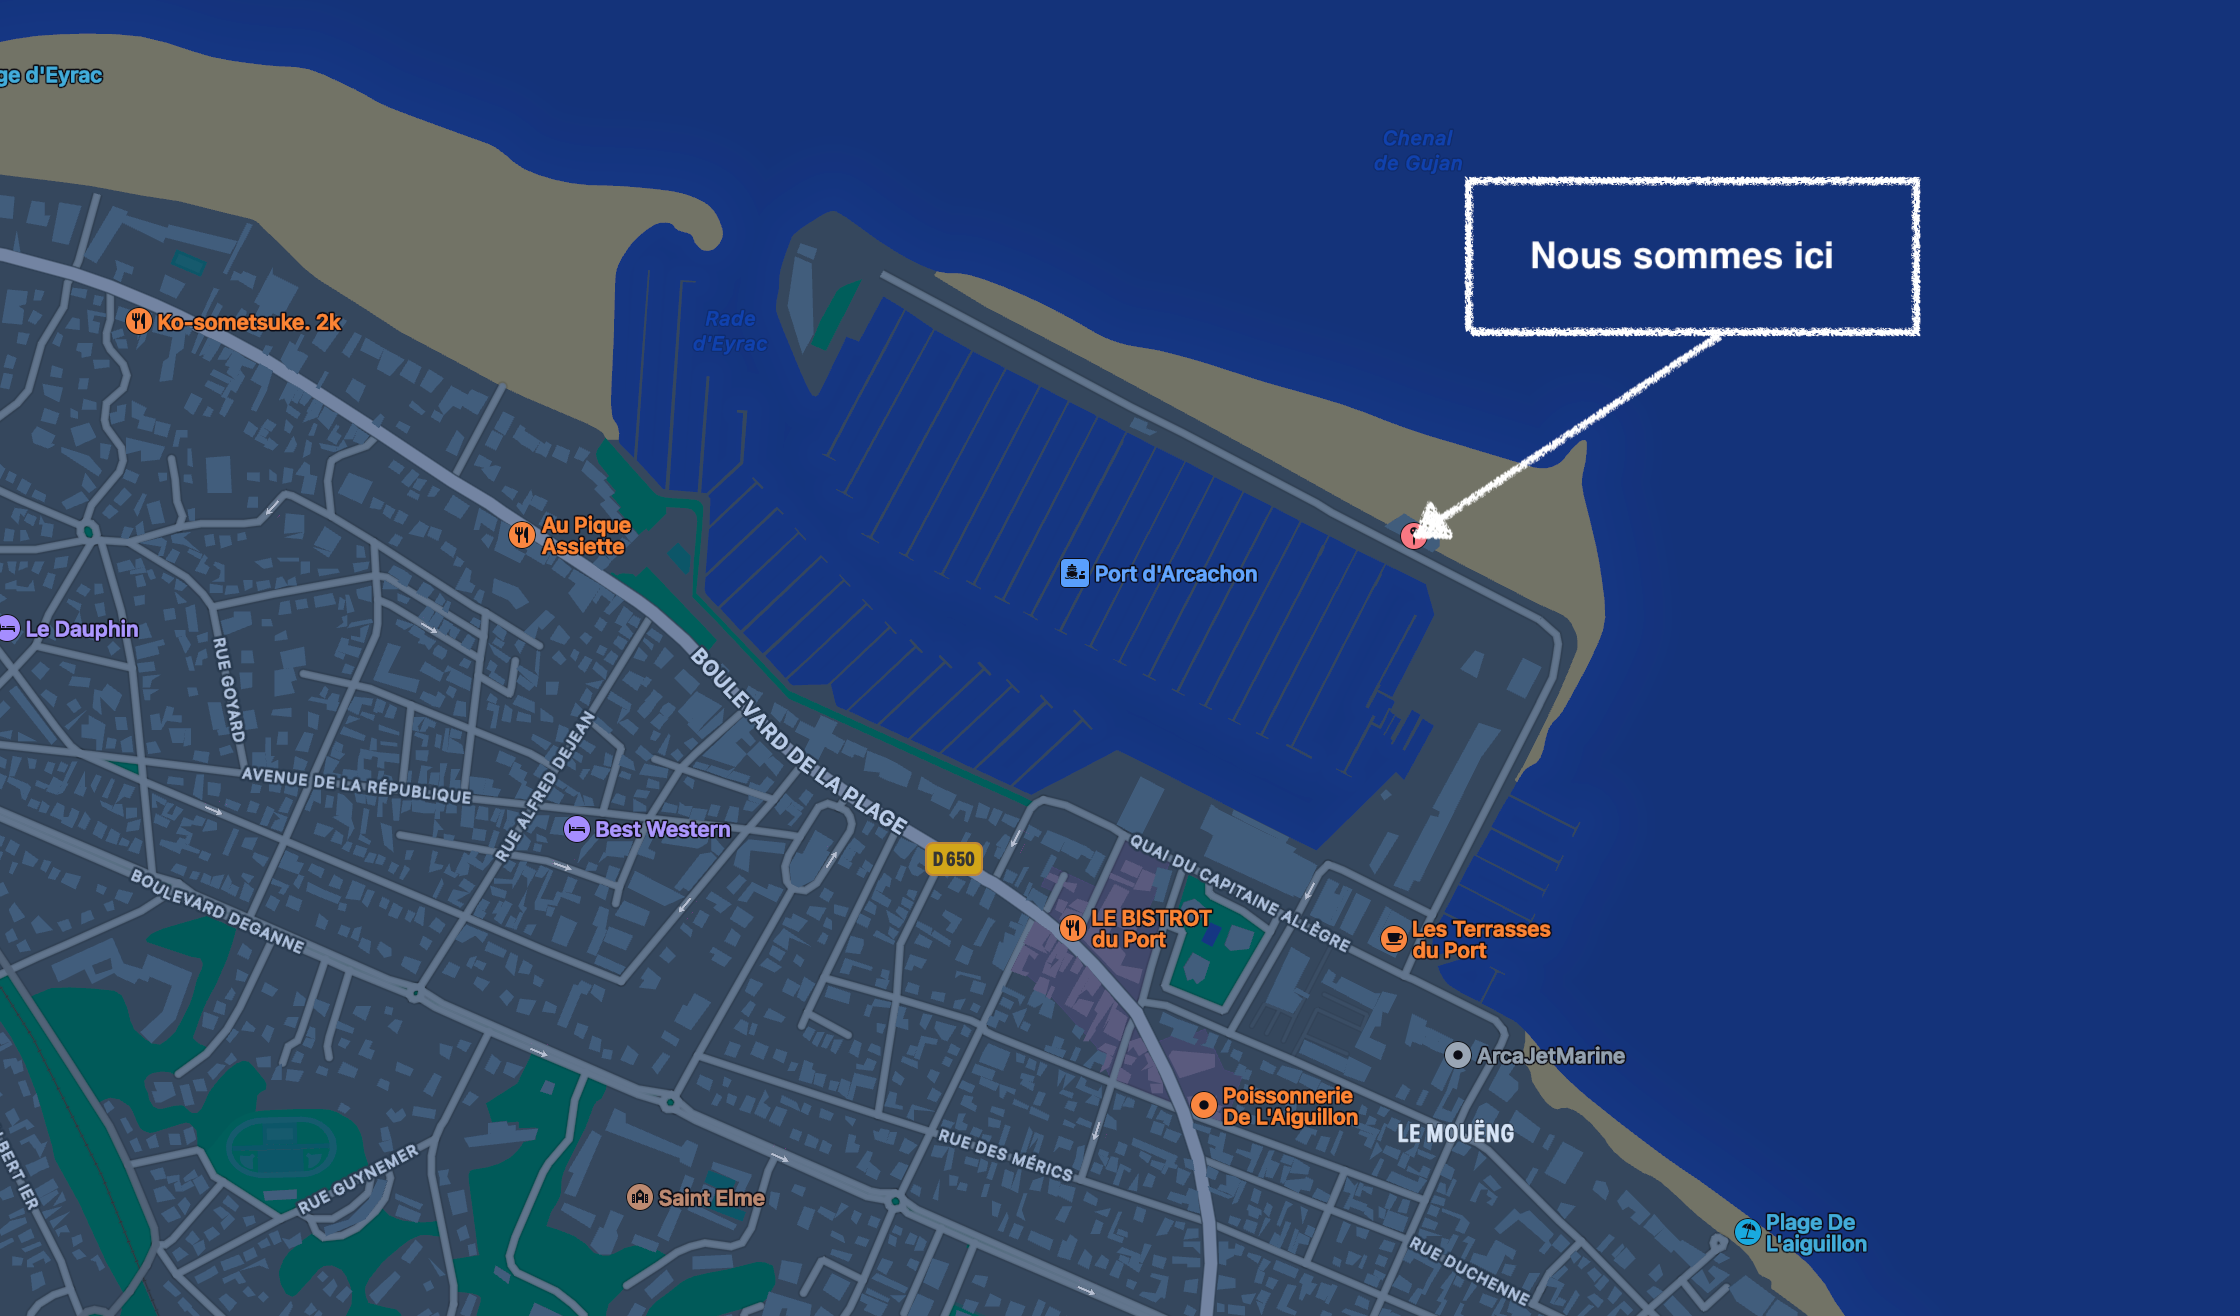 ge d'Eyrac
Chenal
de Gujan
Nous sommes ici
Ko-sometsuke. 2k
Rade
d'Eyrac
Au Pique
Assiette
Port d'Arcachon
Le Dauphin
RUE GOYARD
BOULEVARD DE LA PLAGE
AVENUE DE LA RÉPUBLIQUE
RUE ALFRED DEJEAN
Best Western
D 650
QUAI DU CAPITAINE ALLÈGRE
BOULEVARD DEGANNE
LE BISTROT
du Port
Les Terrasses
du Port
ArcaJetMarine
Poissonnerie
De L'Aiguillon
LE MOUËNG
RUE DES MÉRICS
RUE GUYNEMER
BERT IER
Saint Elme
Plage De
L'aiguillon
RUE DUCHENNE